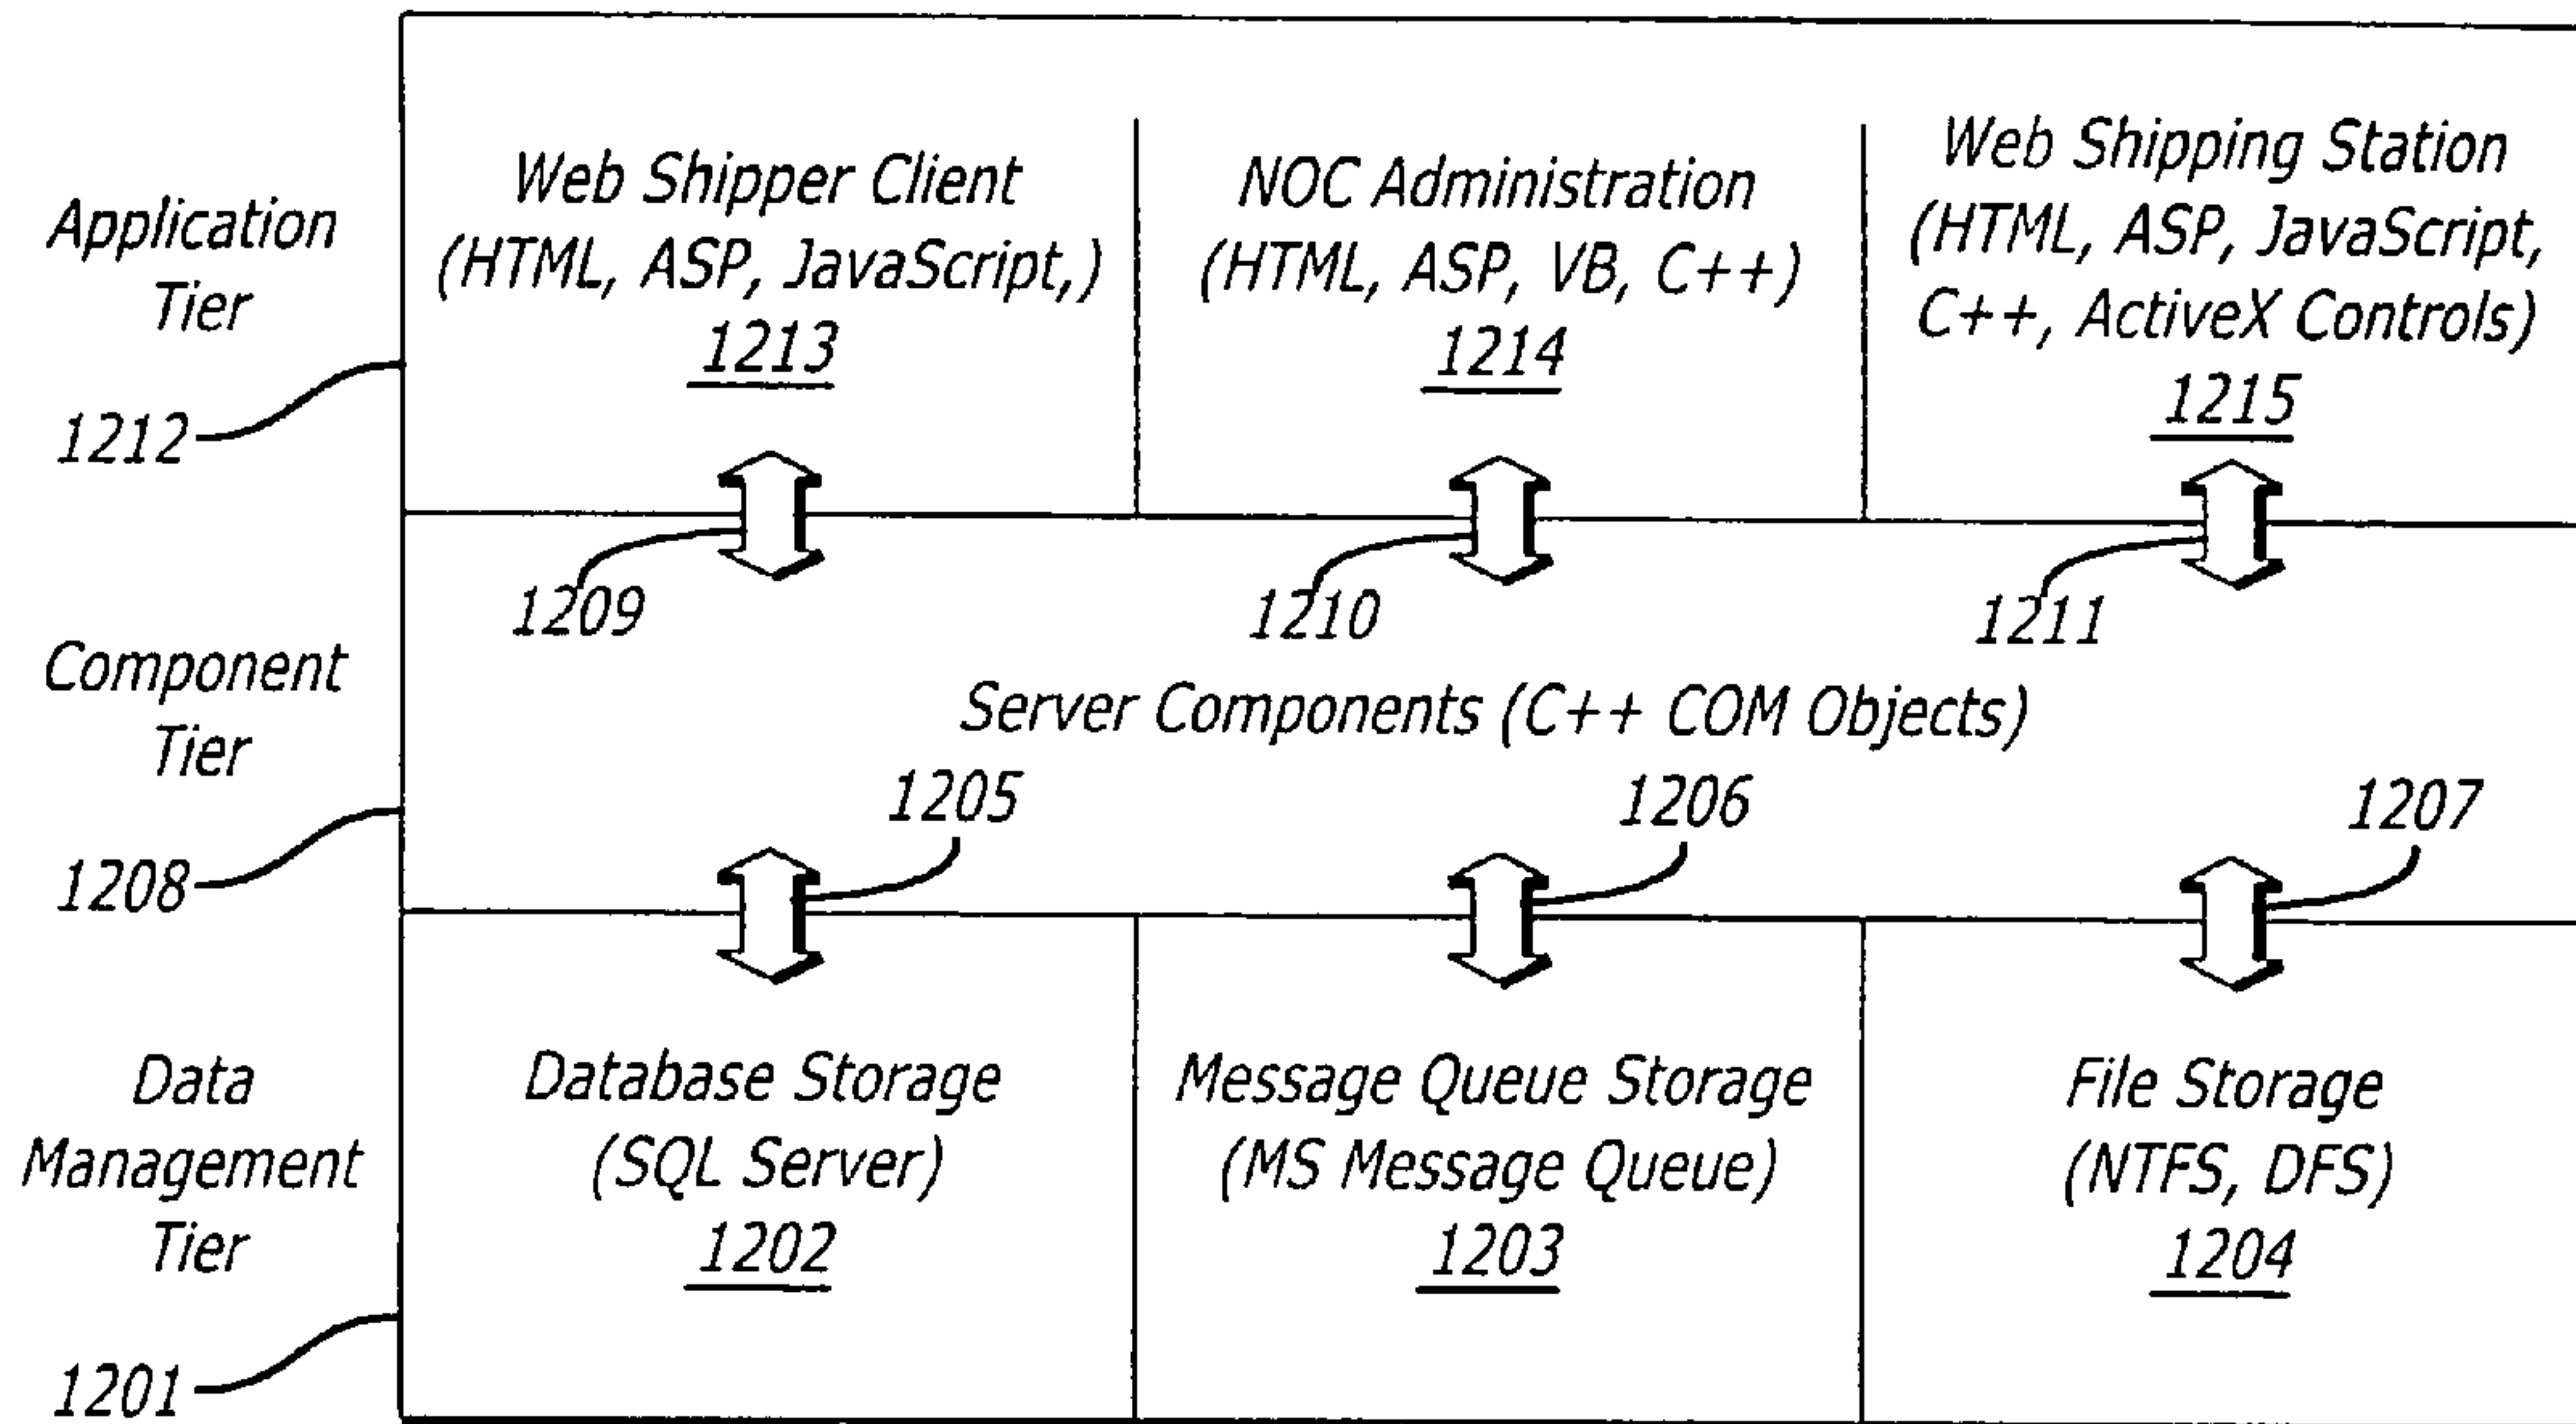 Application
Tier
1212
Web Shipper Client
(HTML, ASP, JavaScript,)
1213
NOC Administration
(HTML, ASP, VB, C++)
1214
Web Shipping Station
(HTML, ASP, JavaScript,
C++, ActiveX Controls)
1215
1209
1210
1211
Component
Tier
1208
Server Components (C++ COM Objects)
1205
1206
1207
Data
Management
Tier
1201
Database Storage
(SQL Server)
1202
Message Queue Storage
(MS Message Queue)
1203
File Storage
(NTFS, DFS)
1204